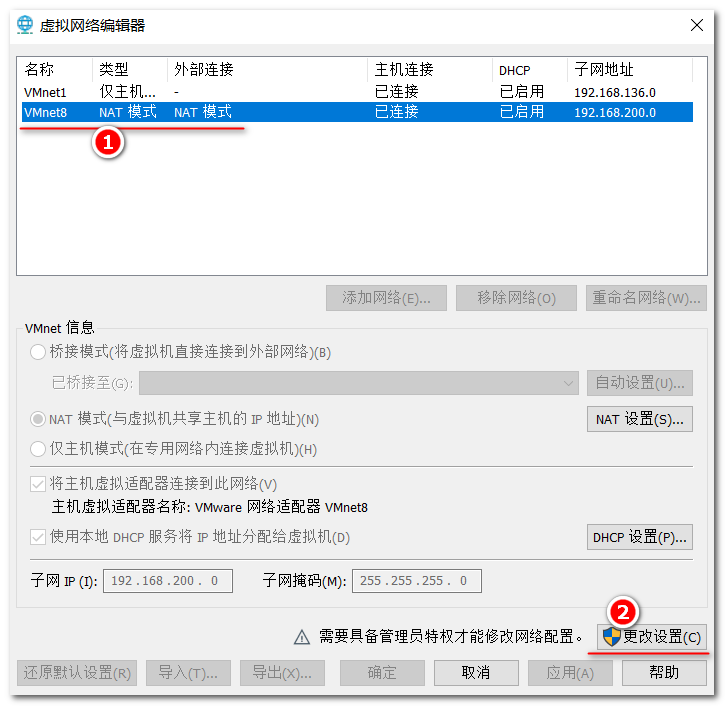 虚拟网络编辑器
名称 类型 外部连接 主机连接 DHCP 子网地址
VMnet1 仅主机... - 已连接 已启用 192.168.136.0
VMnet8 NAT 模式 NAT 模式 已连接 已启用 192.168.200.0
1
添加网络(E)... 移除网络(O) 重命名网络(W)...
VMnet 信息
桥接模式(将虚拟机直接连接到外部网络)(B)
已桥接至(G): 自动设置(U)...
NAT 模式(与虚拟机共享主机的 IP 地址)(N) NAT 设置(S)...
仅主机模式(在专用网络内连接虚拟机)(H)
将主机虚拟适配器连接到此网络(V)
主机虚拟适配器名称: VMware 网络适配器 VMnet8
使用本地 DHCP 服务将 IP 地址分配给虚拟机(D) DHCP 设置(P)...
子网 IP (I): 192.168.200. 0 子网掩码(M): 255.255.255. 0
2
需要具备管理员特权才能修改网络配置。 更改设置(C)
还原默认设置(R) 导入(T)... 导出(X)... 确定 取消 应用(A) 帮助